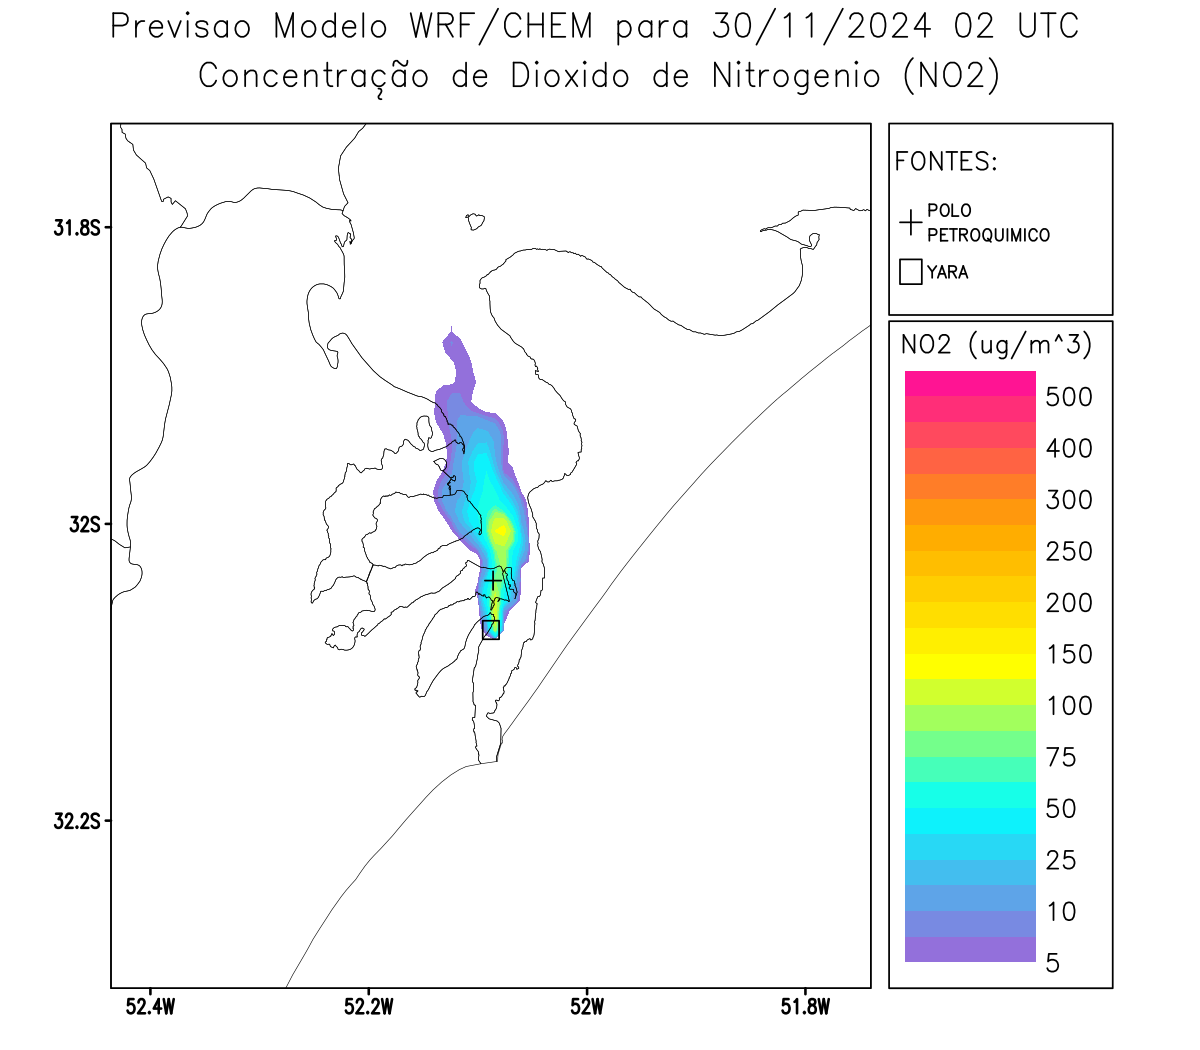 Previsao Modelo WRF/CHEM para 30/11/2024 02 UTC
Concentração de Dioxido de Nitrogenio (NO2)
FONTES:
POLO
PETROQUIMICO
YARA
NO2 (ug/m^3)
500
400
300
250
200
150
100
75
50
25
10
5
31.8S
32S
32.2S
52.4W
52.2W
52W
51.8W